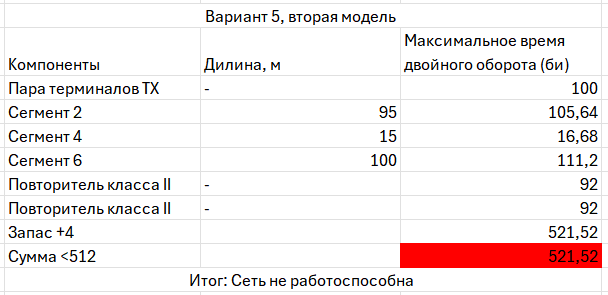 Вариант 5, вторая модель
Компоненты Дилина, м Максимальное время двойного оборота (би)
Пара терминалов TX - 100
Сегмент 2 95 105,64
Сегмент 4 15 16,68
Сегмент 6 100 111,2
Повторитель класса II - 92
Повторитель класса II - 92
Запас +4 521,52
Сумма <512 521,52
Итог: Сеть не работоспособна